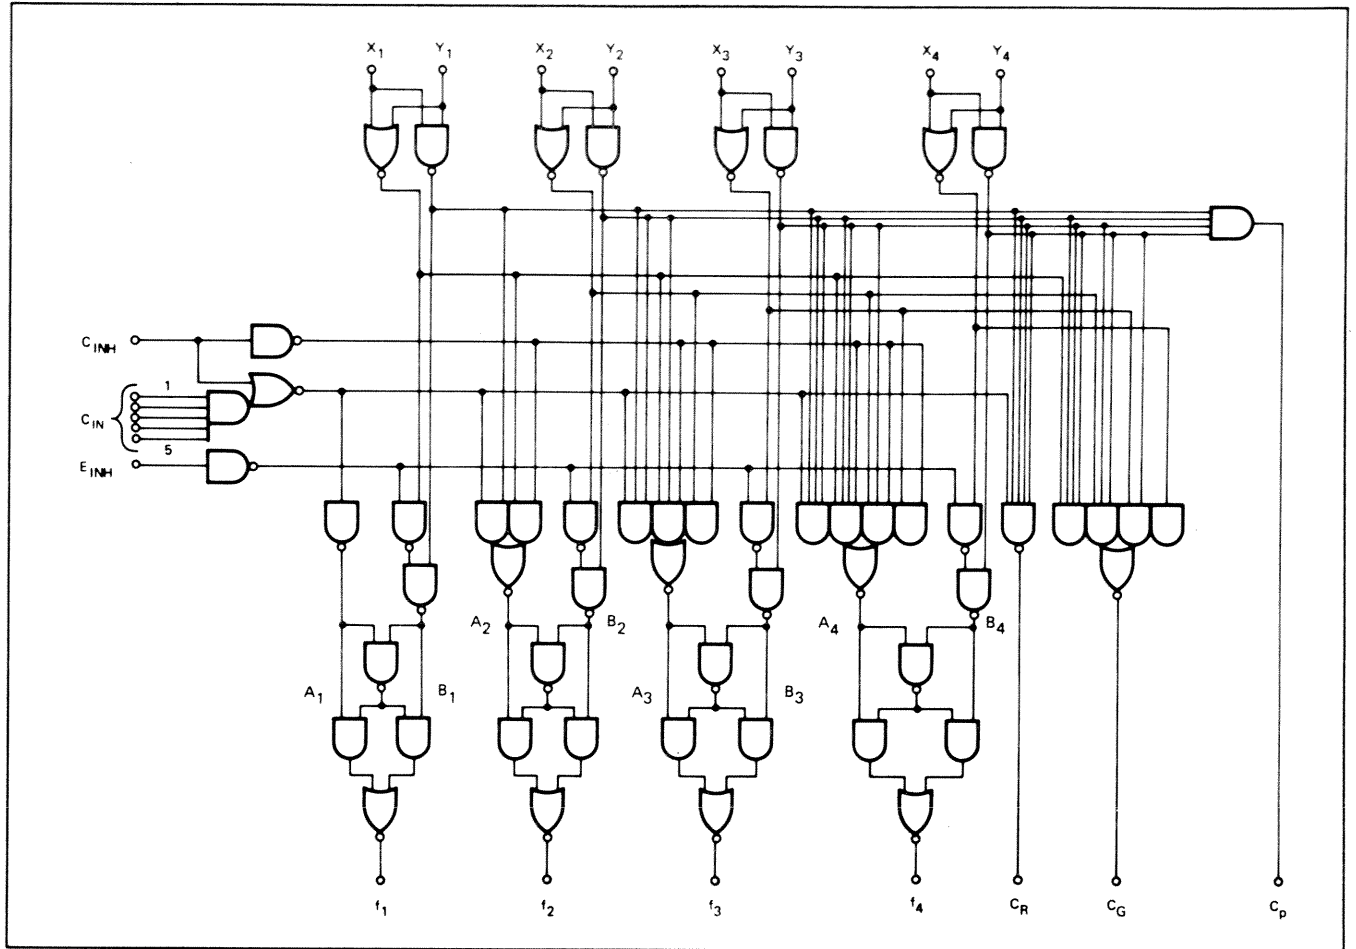 X1 Y1 X2 Y2 X3 Y3 X4 Y4
CINH
1
CIN
5
EINH
A2 B2 A4 B4
A1 B1 A3 B3
f1 f2 f3 f4 CR CG Cp